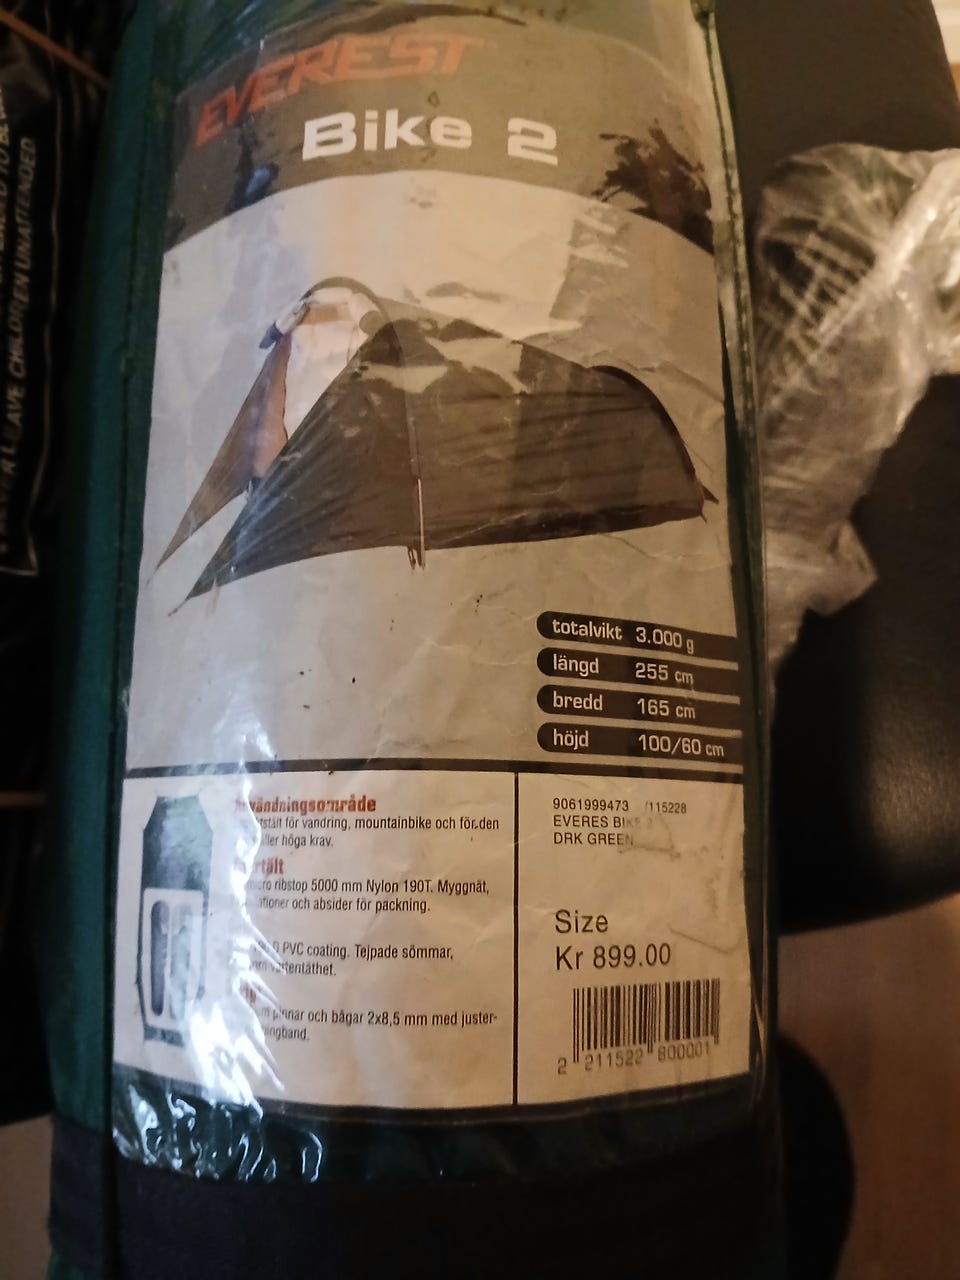 EVEREST
Bike 2
LEAVE CHILDREN UNATTENDED
totalvikt 3.000 g
längd 255 cm
bredd 165 cm
höjd 100/60 cm
för vandring, mountainbike och för den
höga krav.
ribstop 5000 mm Nylon 190T. Myggnät,
och absider för packning.
PVC coating. Tejpade sömmar,
pinnar och bågar 2x8,5 mm med juster-
9061999473 /115228
EVERES BIKE 2
DRK GREEN
Size
Kr 899.00
2 211522 800001